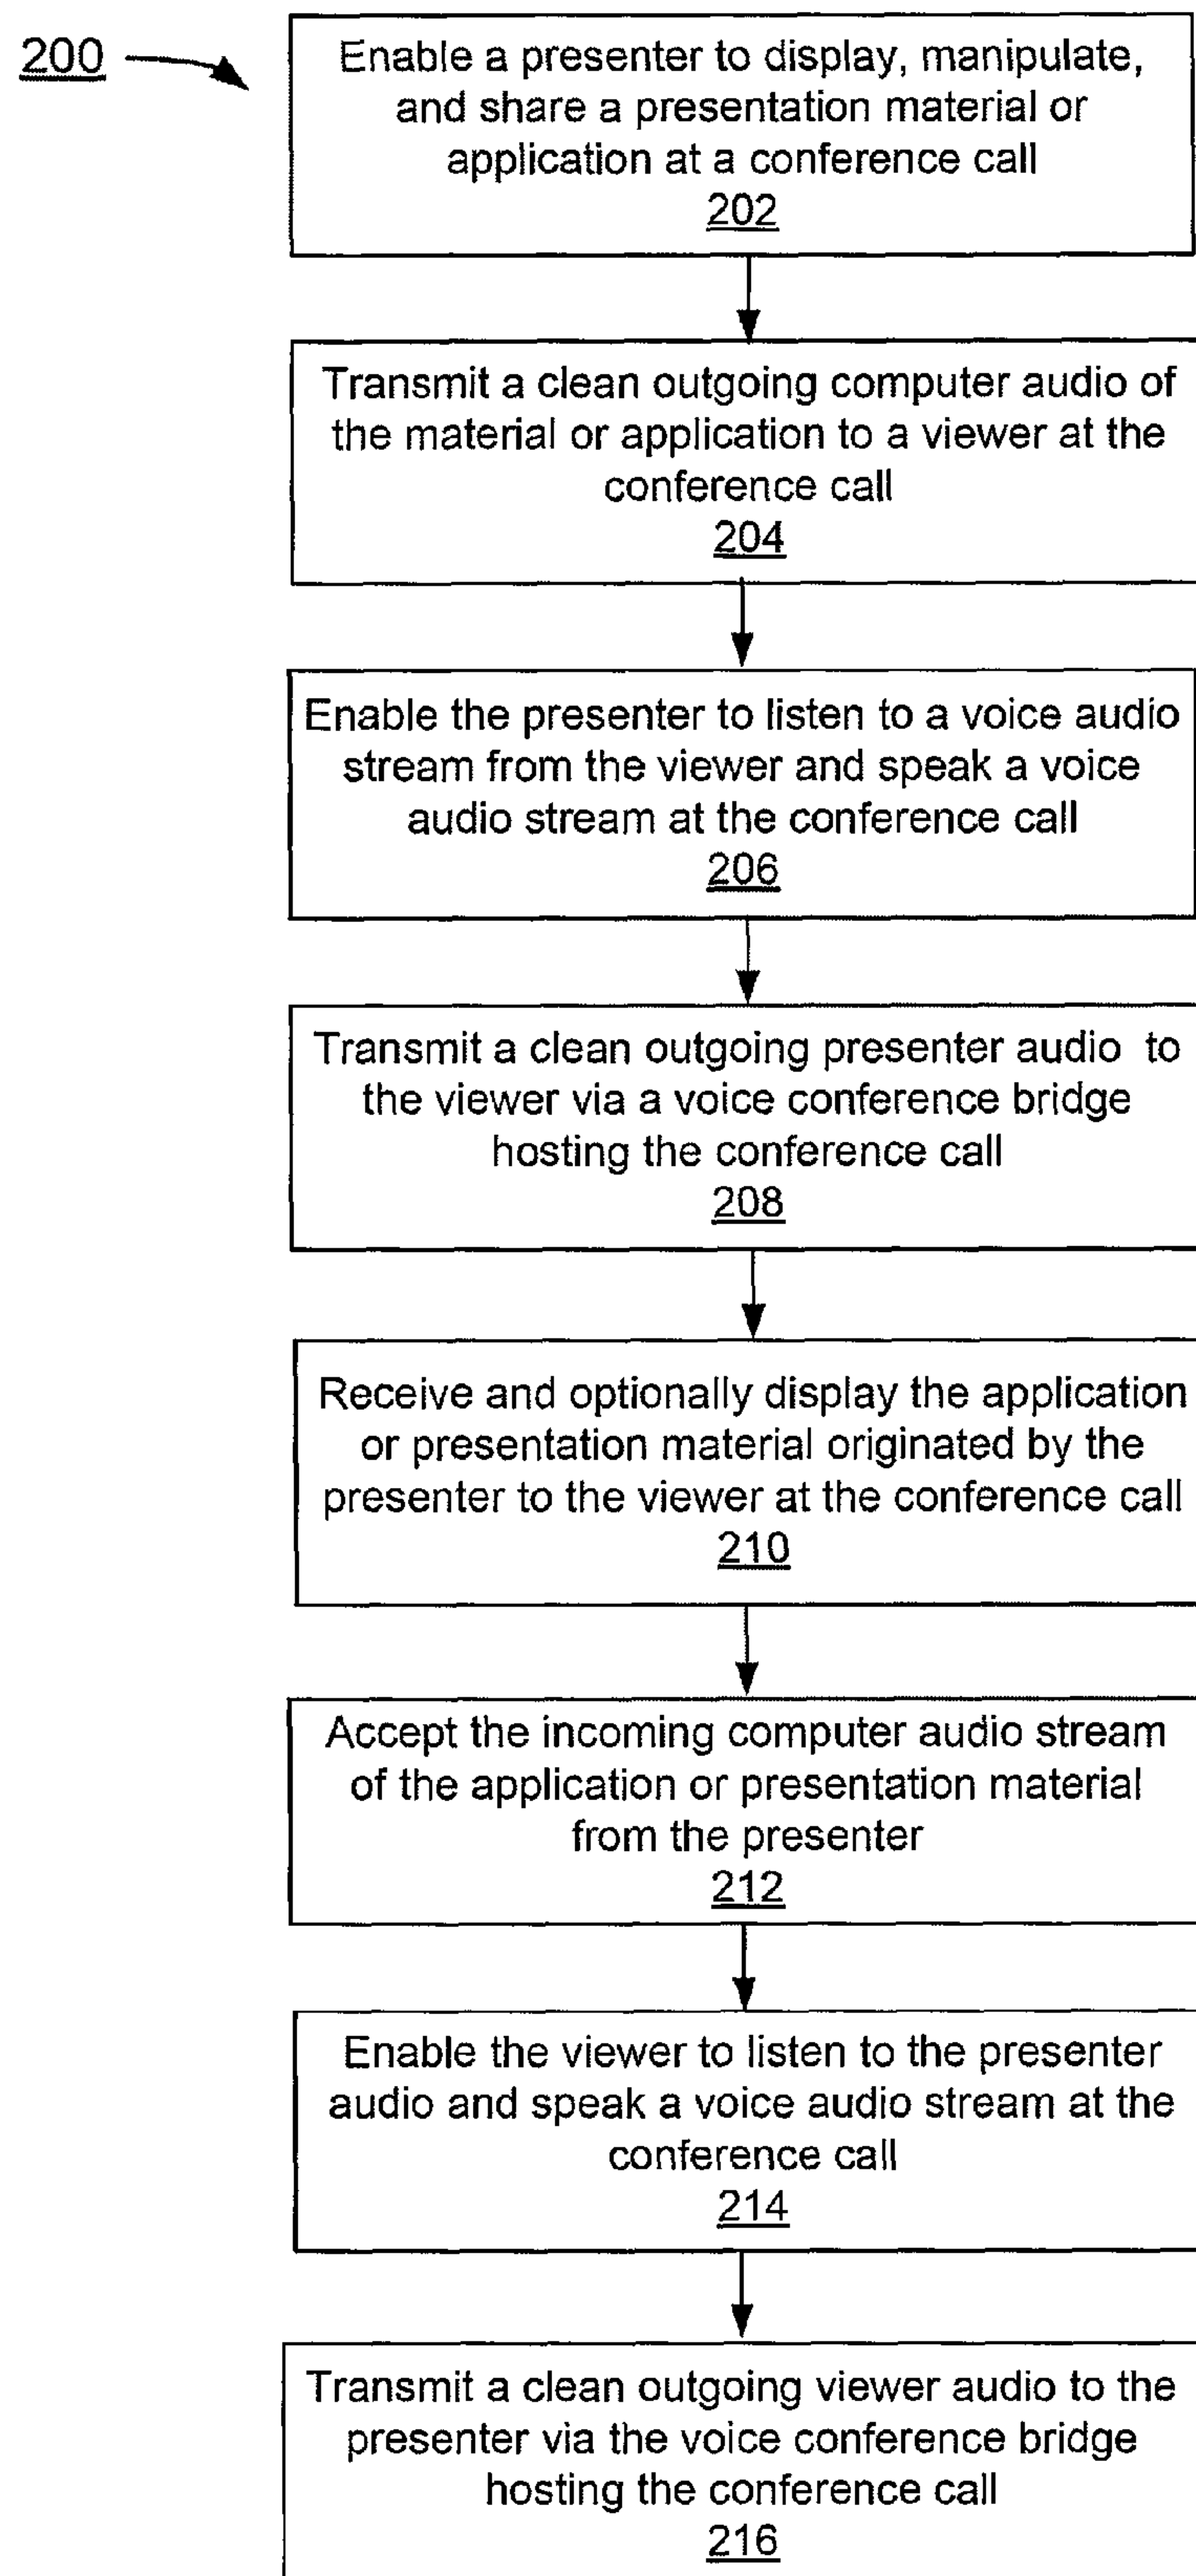 200
Enable a presenter to display, manipulate,
and share a presentation material or
application at a conference call
202
Transmit a clean outgoing computer audio of
the material or application to a viewer at the
conference call
204
Enable the presenter to listen to a voice audio
stream from the viewer and speak a voice
audio stream at the conference call
206
Transmit a clean outgoing presenter audio to
the viewer via a voice conference bridge
hosting the conference call
208
Receive and optionally display the application
or presentation material originated by the
presenter to the viewer at the conference call
210
Accept the incoming computer audio stream
of the application or presentation material
from the presenter
212
Enable the viewer to listen to the presenter
audio and speak a voice audio stream at the
conference call
214
Transmit a clean outgoing viewer audio to the
presenter via the voice conference bridge
hosting the conference call
216